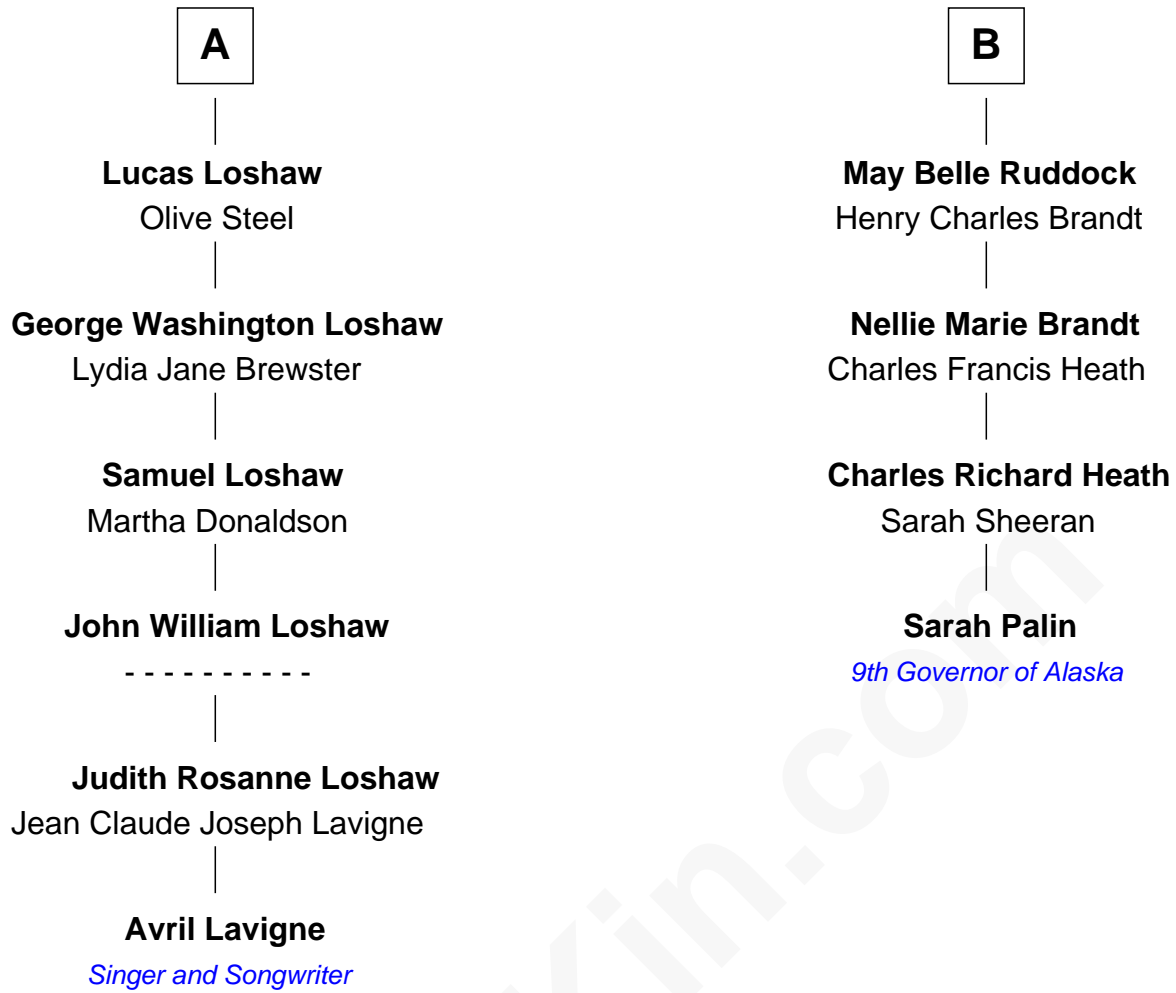 A
Lucas Loshaw
Olive Steel
George Washington Loshaw
Lydia Jane Brewster
Samuel Loshaw
Martha Donaldson
John William Loshaw
- - - - - - - - - -
Judith Rosanne Loshaw
Jean Claude Joseph Lavigne
Avril Lavigne
Singer and Songwriter
B
May Belle Ruddock
Henry Charles Brandt
Nellie Marie Brandt
Charles Francis Heath
Charles Richard Heath
Sarah Sheeran
Sarah Palin
9th Governor of Alaska
kin.com